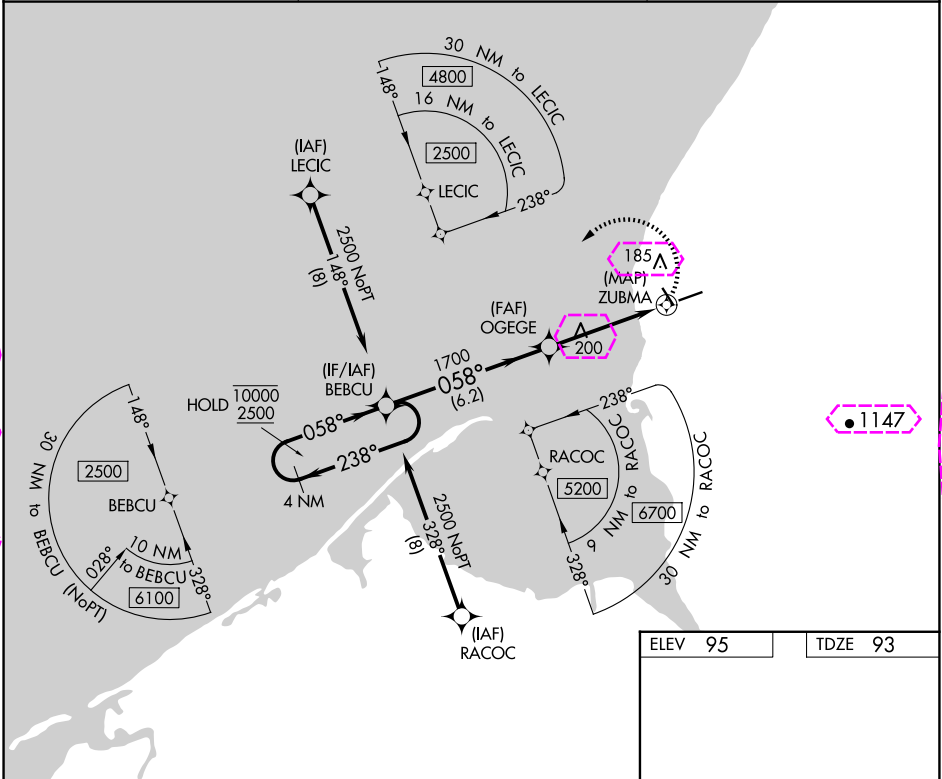 30 NM to LECIC
4800
148°
16 NM to LECIC
2500
LECIC
238°
(IAF)
LECIC
2500 NoPT
148°
(8)
185
(MAP)
ZUBMA
(FAF)
OGEGE
200
1700
058°
(6.2)
(IF/IAF)
BEBCU
HOLD 10000
2500
058°
238°
4 NM
1147
148°
2500
BEBCU
30 NM to BEBCU (NoPT)
10 NM
to BEBCU
028°
6100
328°
238°
RACOC
5200
9 NM to RACOC
6700
30 NM to RACOC
328°
2500 NoPT
328°
(8)
(IAF)
RACOC
ELEV 95
TDZE 93